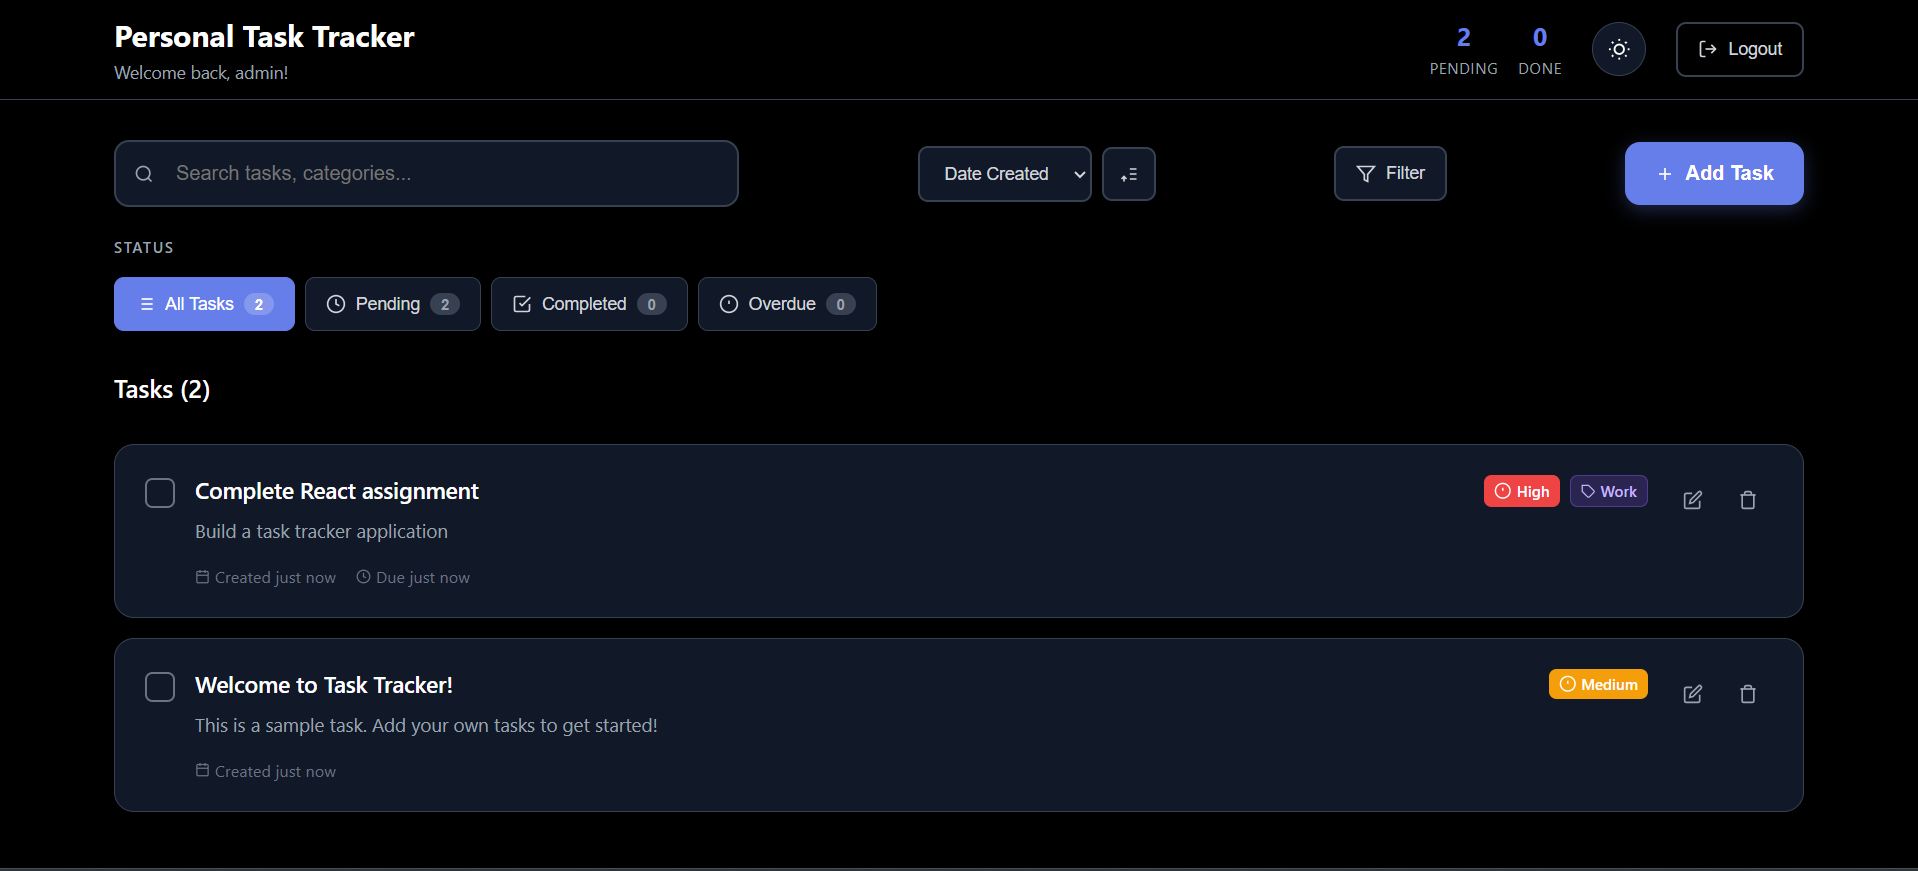 Personal Task Tracker
Welcome back, admin!
2 0
PENDING DONE
Logout
Search tasks, categories...
Date Created
Filter
+ Add Task
STATUS
All Tasks 2
Pending 2
Completed 0
Overdue 0
Tasks (2)
Complete React assignment
High Work
Build a task tracker application
Created just now Due just now
Welcome to Task Tracker!
Medium
This is a sample task. Add your own tasks to get started!
Created just now